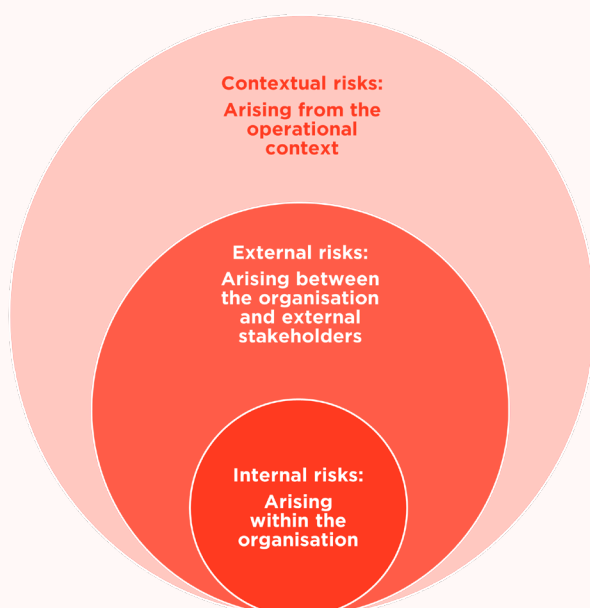 Contextual risks:
Arising from the
operational
context
External risks:
Arising between
the organisation
and external
stakeholders
Internal risks:
Arising
within the
organisation